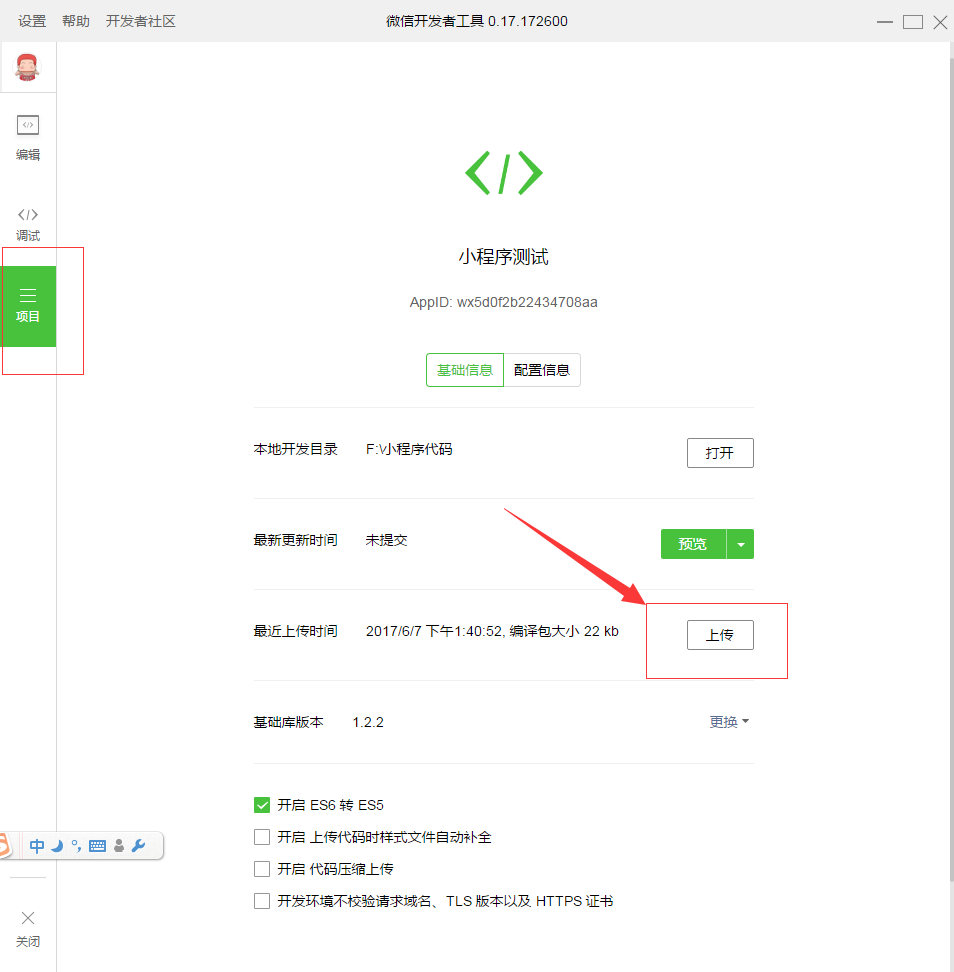 设置 帮助 开发者社区 微信开发者工具 0.17.172600
编辑
调试
项目
小程序测试
AppID: wx5d0f2b22434708aa
基础信息 配置信息
本地开发目录 F:\小程序代码 打开
最新更新时间 未提交 预览
最近上传时间 2017/6/7 下午1:40:52, 编译包大小 22 kb 上传
基础库版本 1.2.2 更换
开启 ES6 转 ES5
开启 上传代码时样式文件自动补全
中
开启 代码压缩上传
开发环境不校验请求域名、TLS 版本以及 HTTPS 证书
关闭